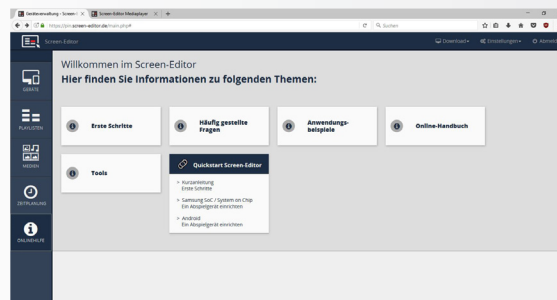 Geräteverwaltung - Screen-E
Screen-Editor Mediaplayer
screen-editor.de/main.php#
Suchen
Screen-Editor
Download
Einstellungen
GERÄTE
PLAYLISTEN
MEDIEN
ZEITPLANUNG
ONLINEHILFE
Willkommen im Screen-Editor
Hier finden Sie Informationen zu folgenden Themen:
Erste Schritte
Häufig gestellte
Fragen
Anwendungs-
beispiele
Online-Handbuch
Tools
Quickstart Screen-Editor
> Kurzanleitung
Erste Schritte
> Samsung SoC / System on Chip
Ein Abspielgerät einrichten
> Android
Ein Abspielgerät einrichten